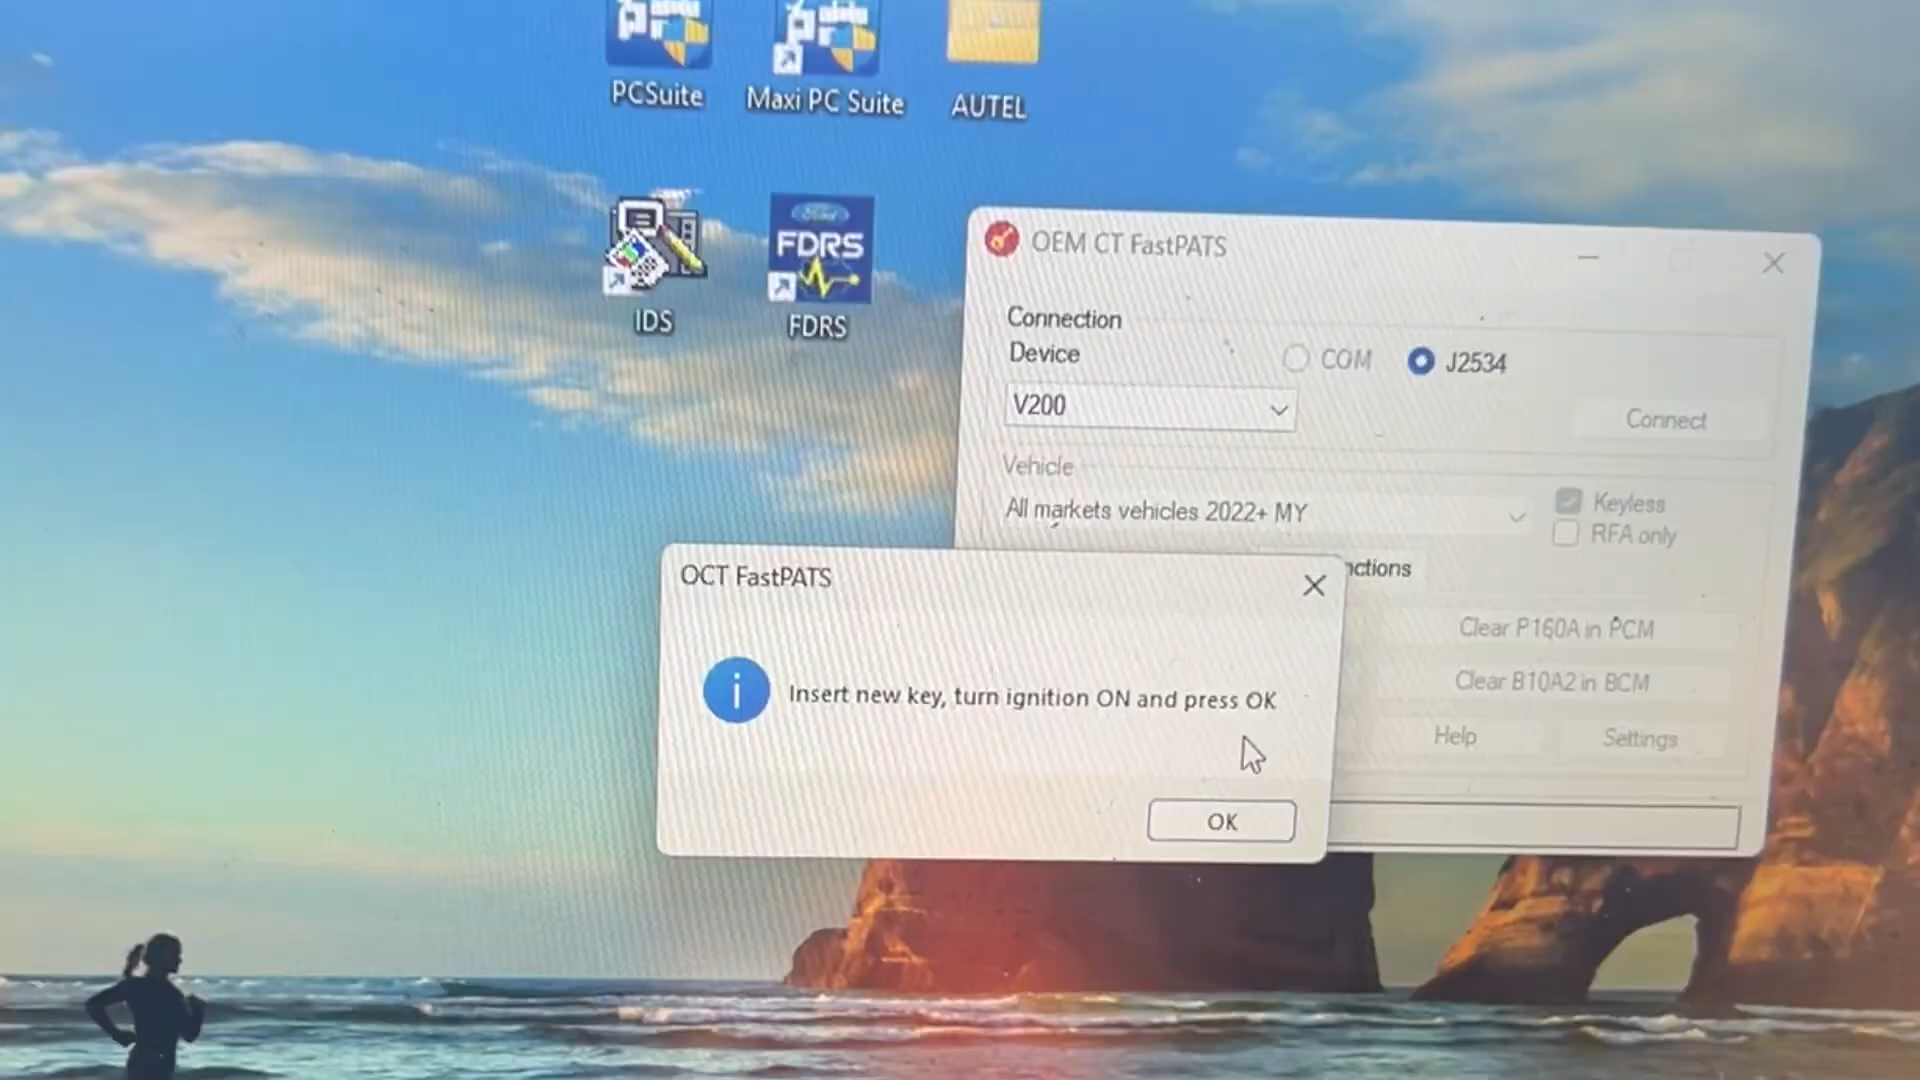 PCSuite
Maxi PC Suite
AUTEL
IDS
Ford
FDRS
FDRS
OEM CT FastPATS
Connection
Device
COM
J2534
V200
Connect
Vehicle
All markets vehicles 2022+ MY
Keyless
RFA only
nctions
Clear P160A in PCM
Clear B10A2 in BCM
Help
Settings
OCT FastPATS
Insert new key, turn ignition ON and press OK
OK